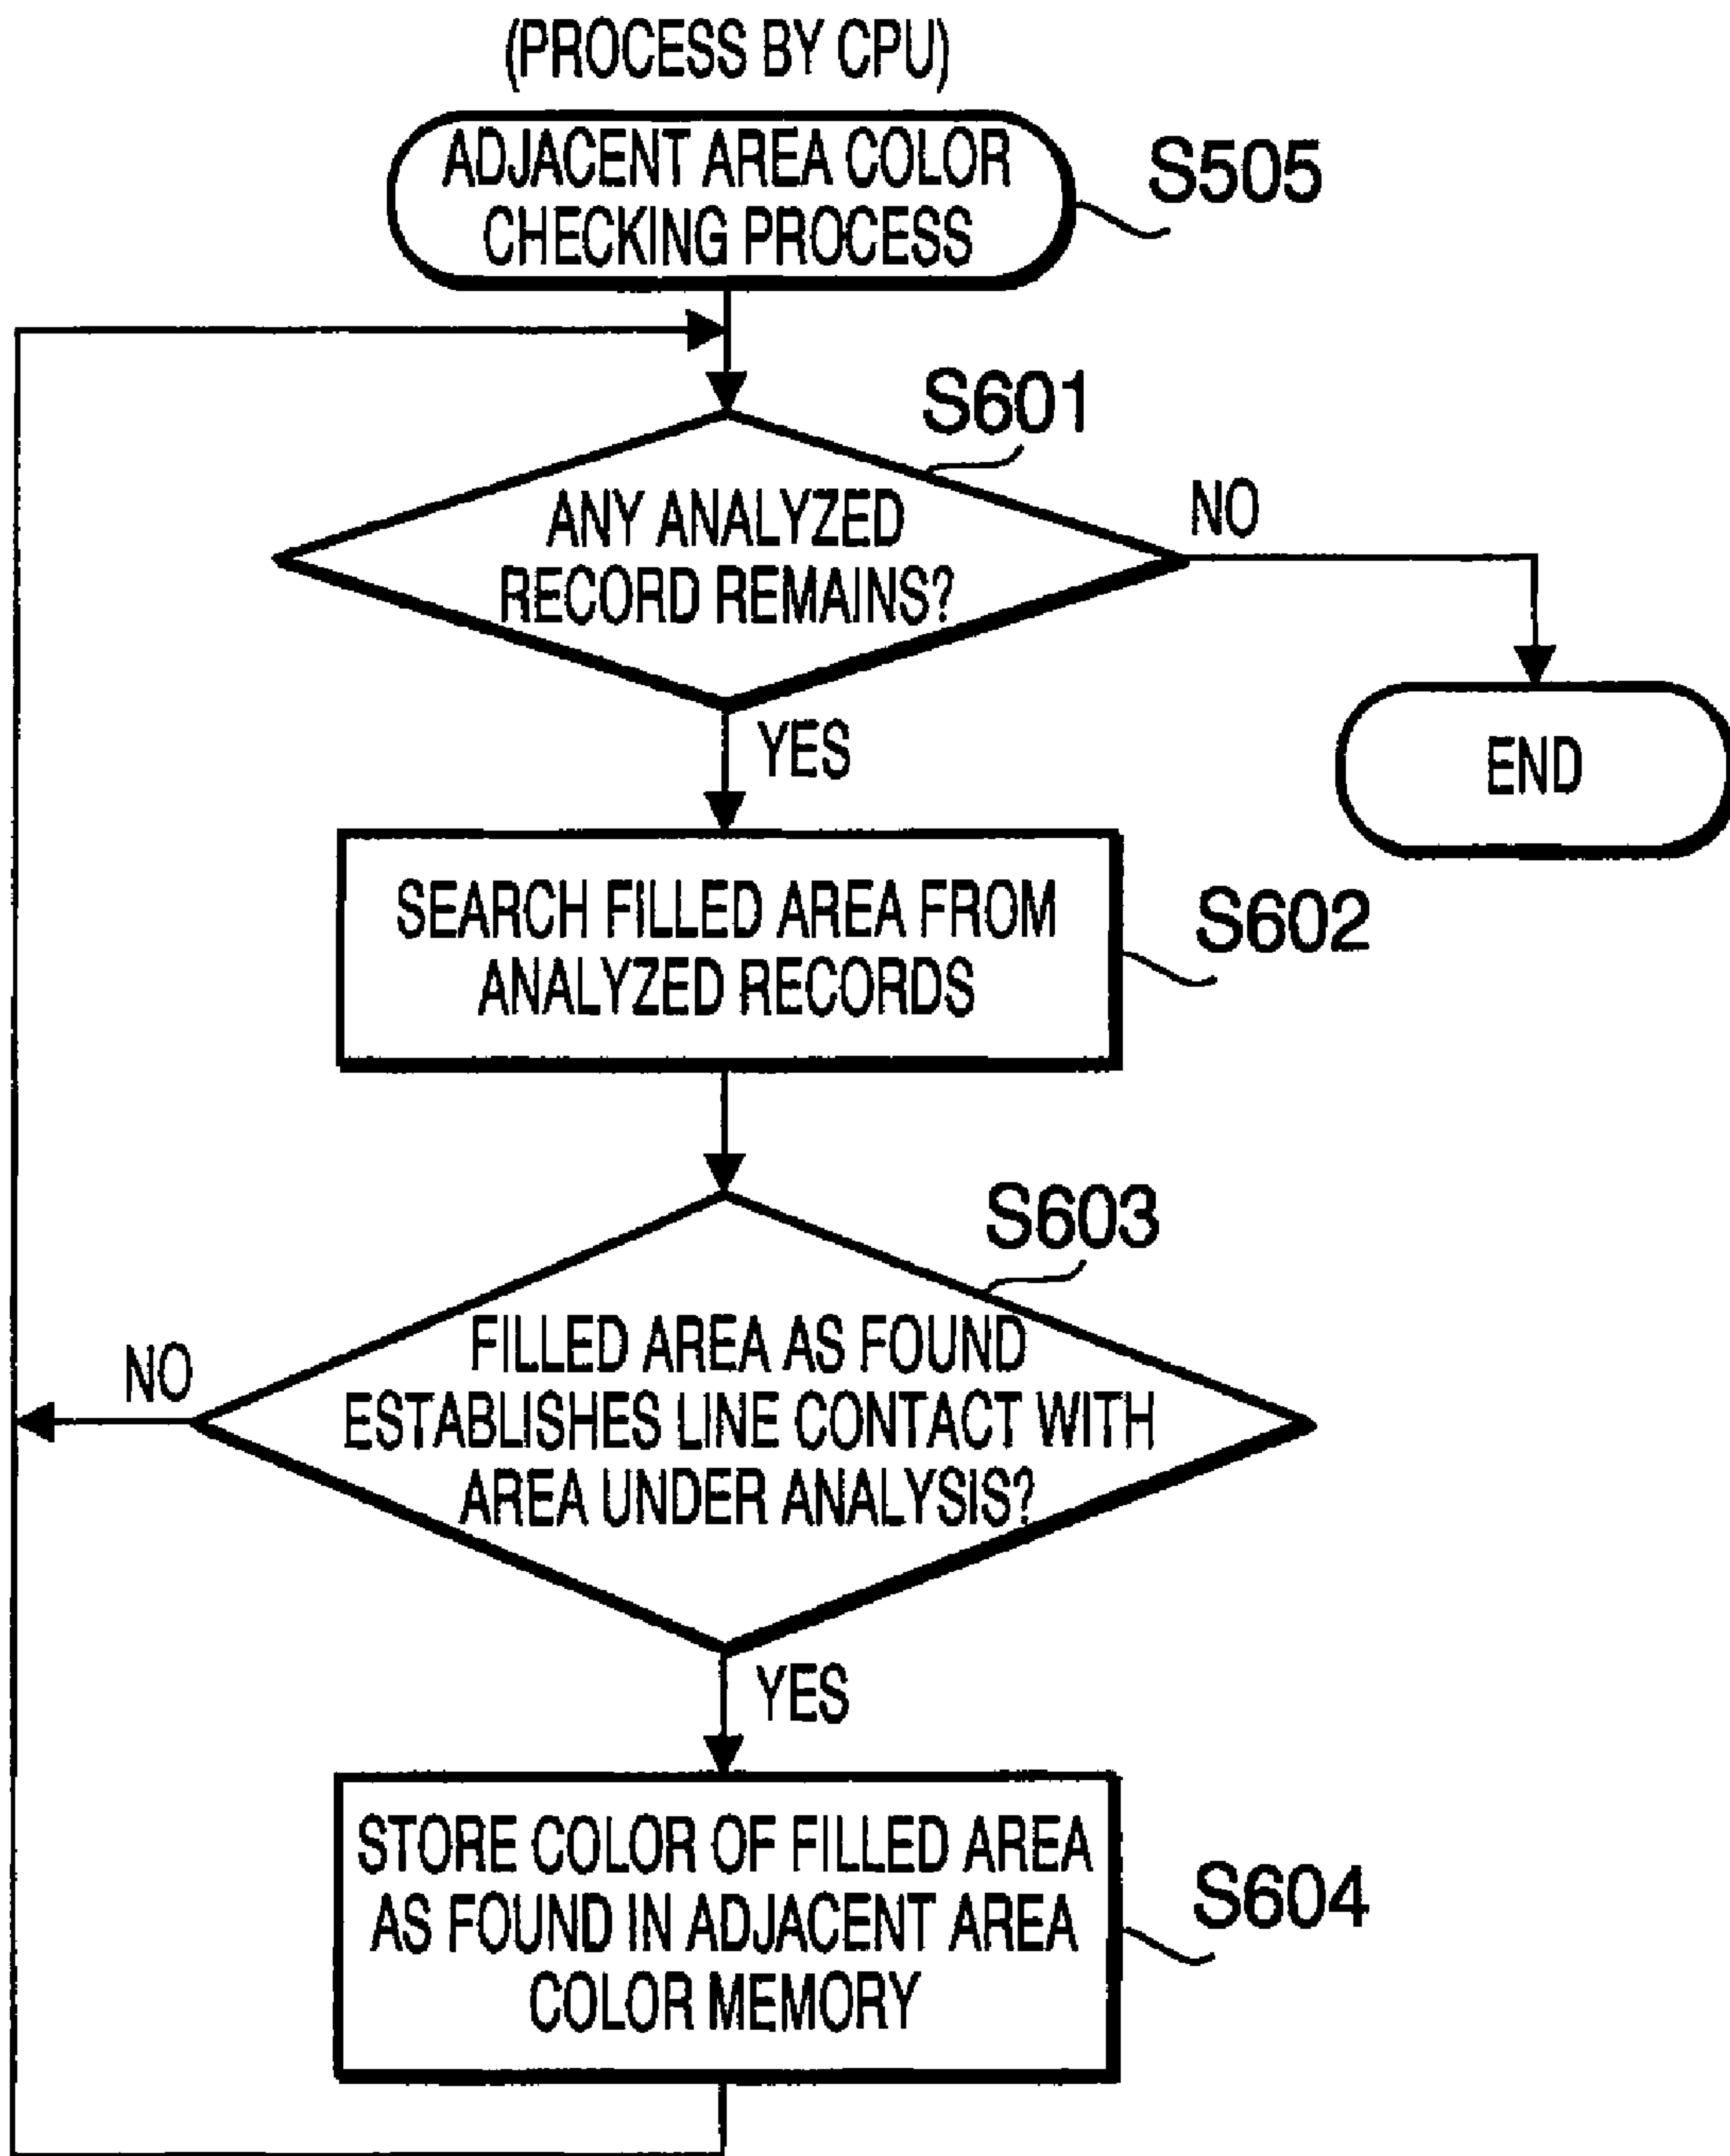 (PROCESS BY CPU)
ADJACENT AREA COLOR
CHECKING PROCESS
S505
S601
ANY ANALYZED
RECORD REMAINS?
NO
YES
END
SEARCH FILLED AREA FROM
ANALYZED RECORDS
S602
S603
FILLED AREA AS FOUND
ESTABLISHES LINE CONTACT WITH
AREA UNDER ANALYSIS?
NO
YES
STORE COLOR OF FILLED AREA
AS FOUND IN ADJACENT AREA
COLOR MEMORY
S604